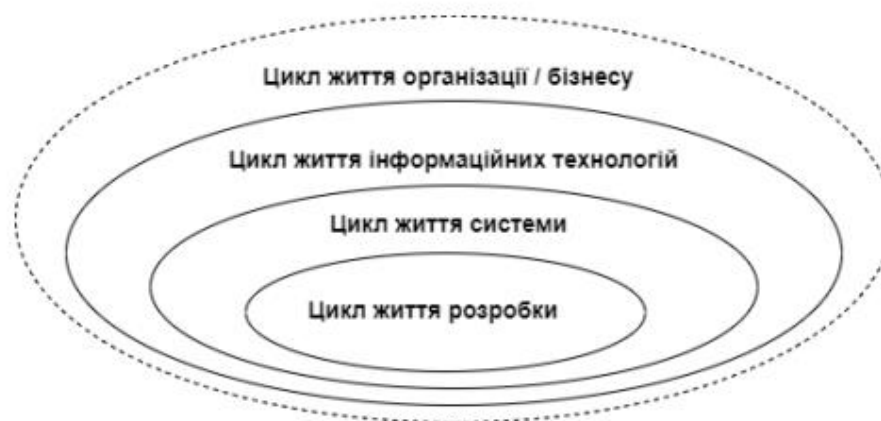 Цикл життя організації / бізнесу
Цикл життя інформаційних технологій
Цикл життя системи
Цикл життя розробки